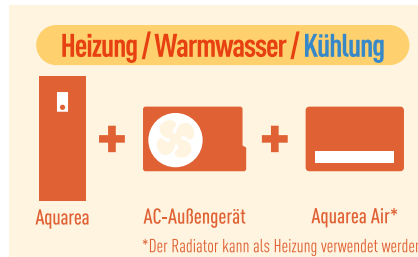 Heizung / Warmwasser / Kühlung
Aquarea
AC-Außengerät
Aquarea Air*
*Der Radiator kann als Heizung verwendet werden